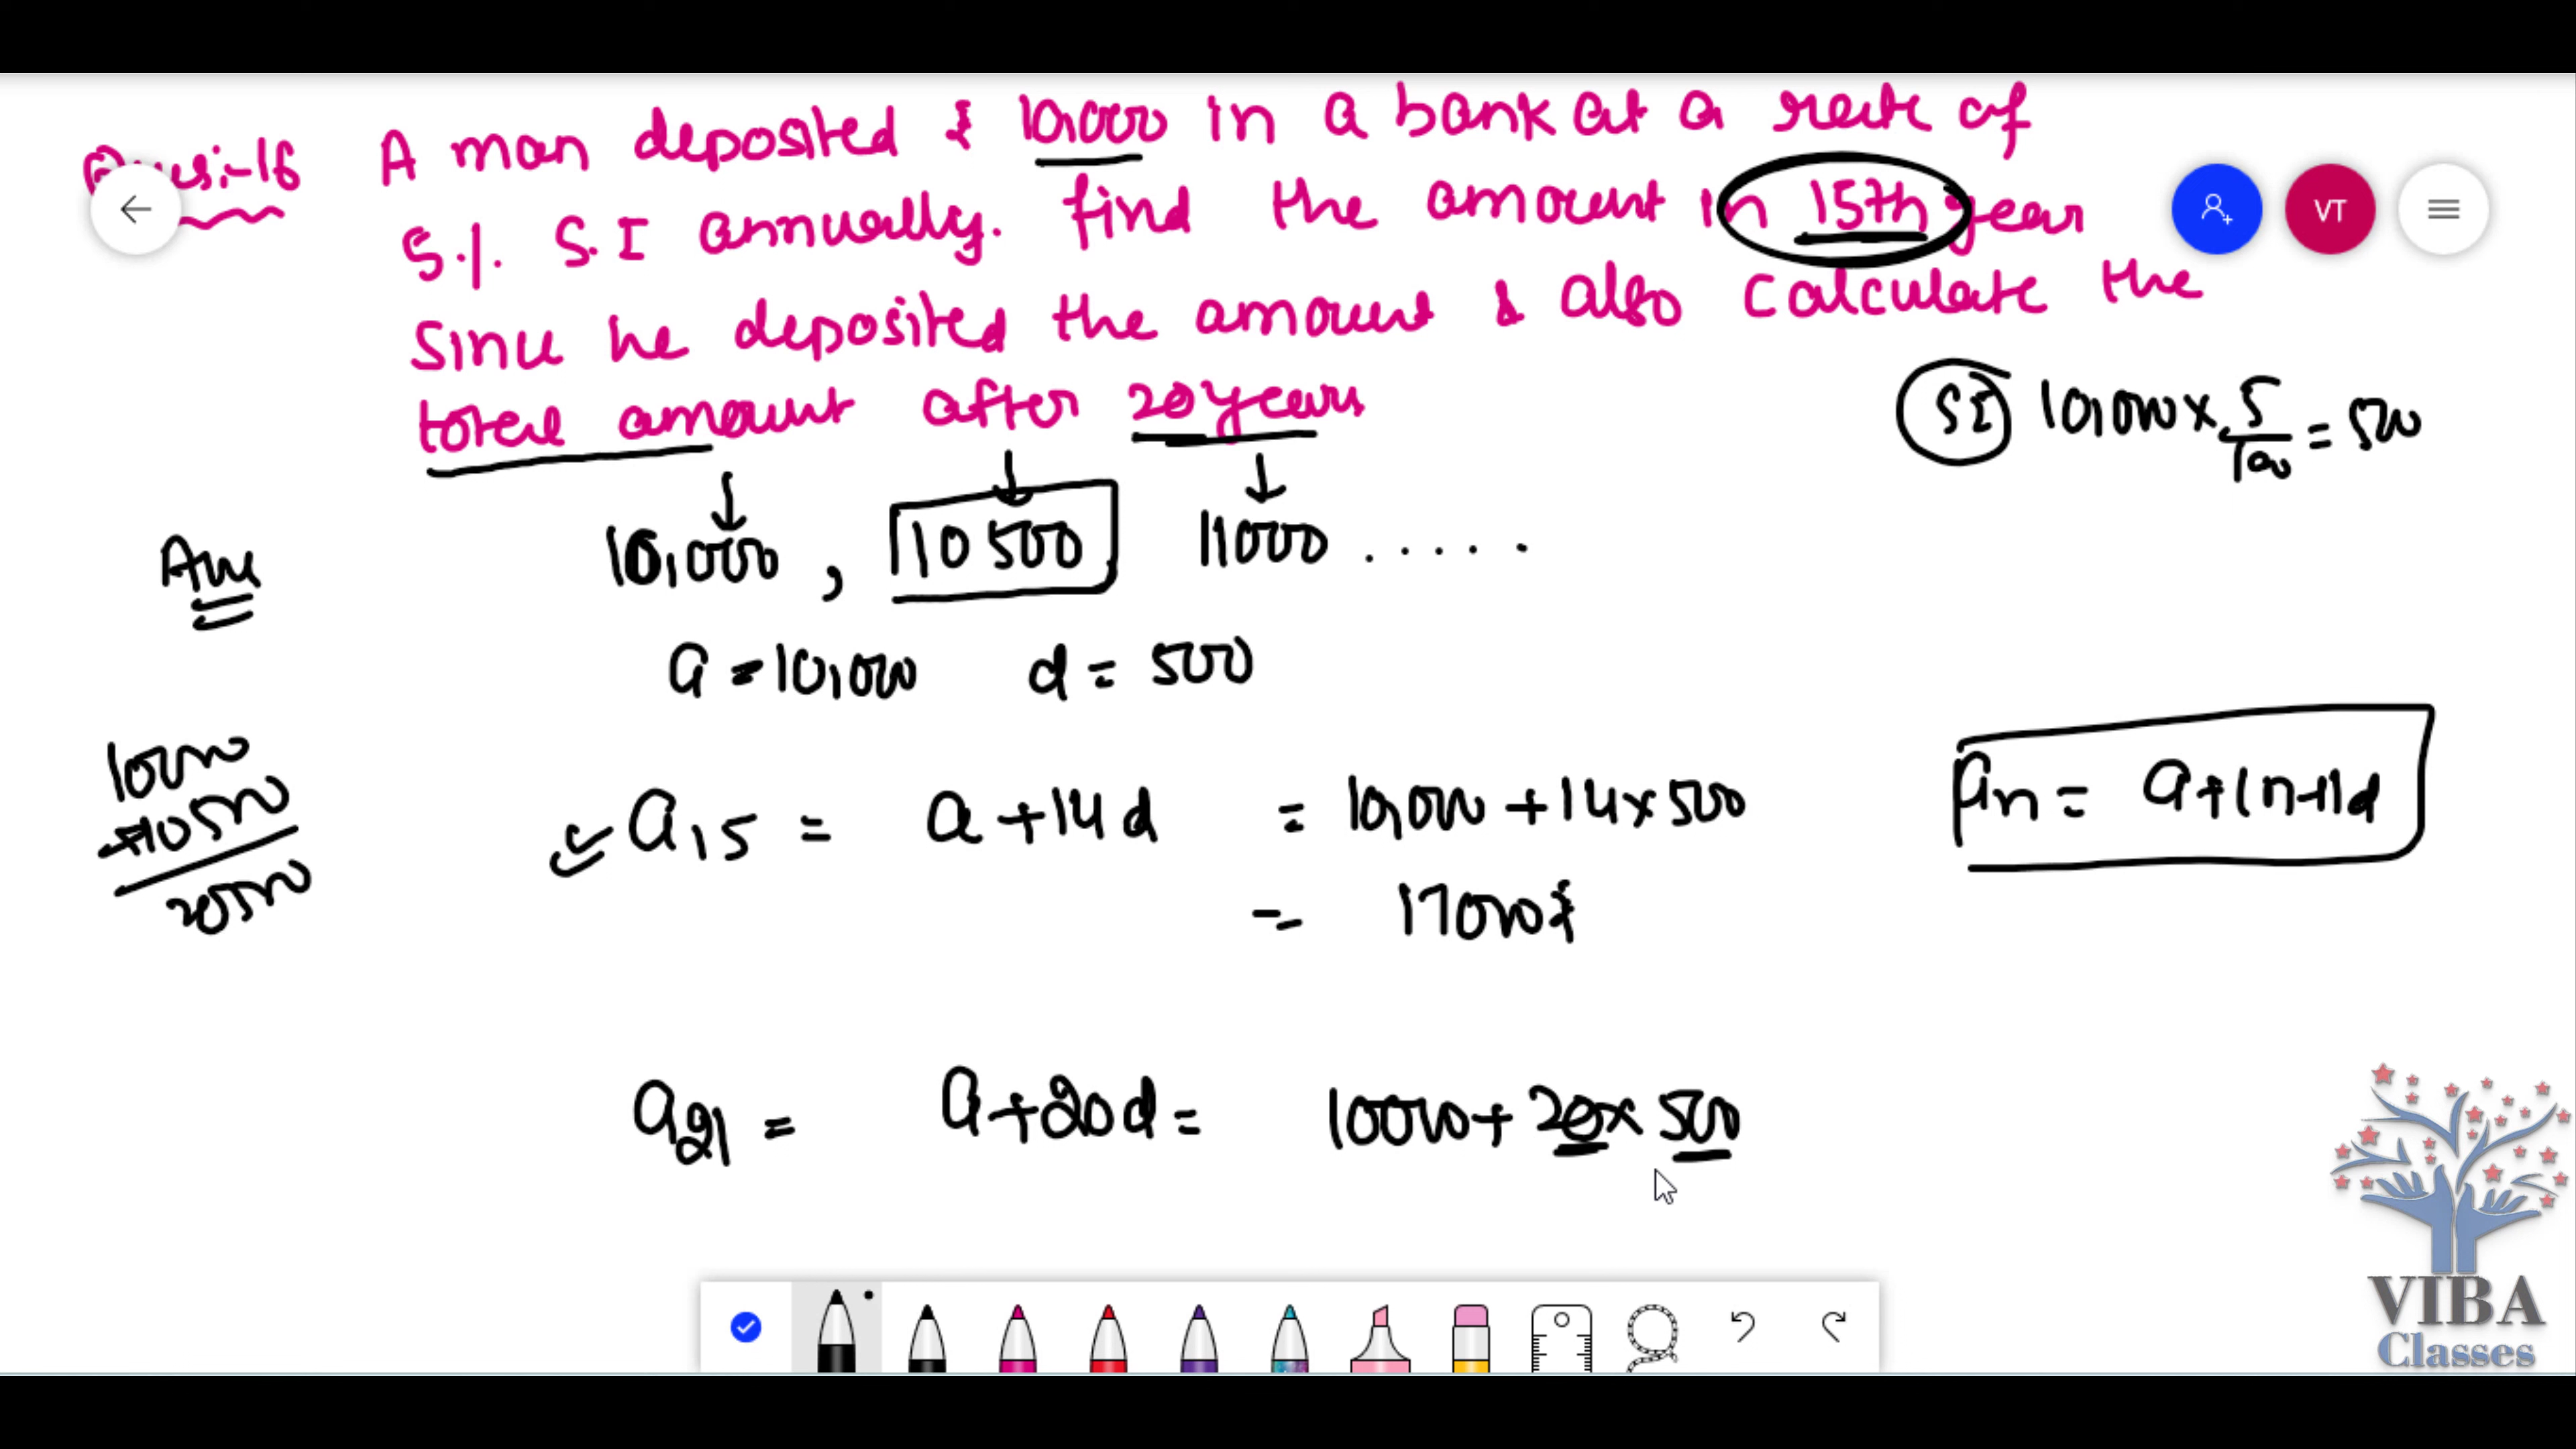 Ques:-16 A man deposited ₹ 10,000 in a bank at a rate of
5.%. S.I annually. find the amount in 15th year
Since he deposited the amount & also calculate the
total amount after 20 years
SI 10,000 × 5/100 = 500
Ans 10,000 , 10500 11000 .....
a = 10,000 d = 500
10000
+10500
20500
a15 = a+14d = 10,000 + 14×500
= 17000₹
an = a+(n-1)d
a21 = a+20d = 10000+ 20× 500
VT
VIBA
Classes